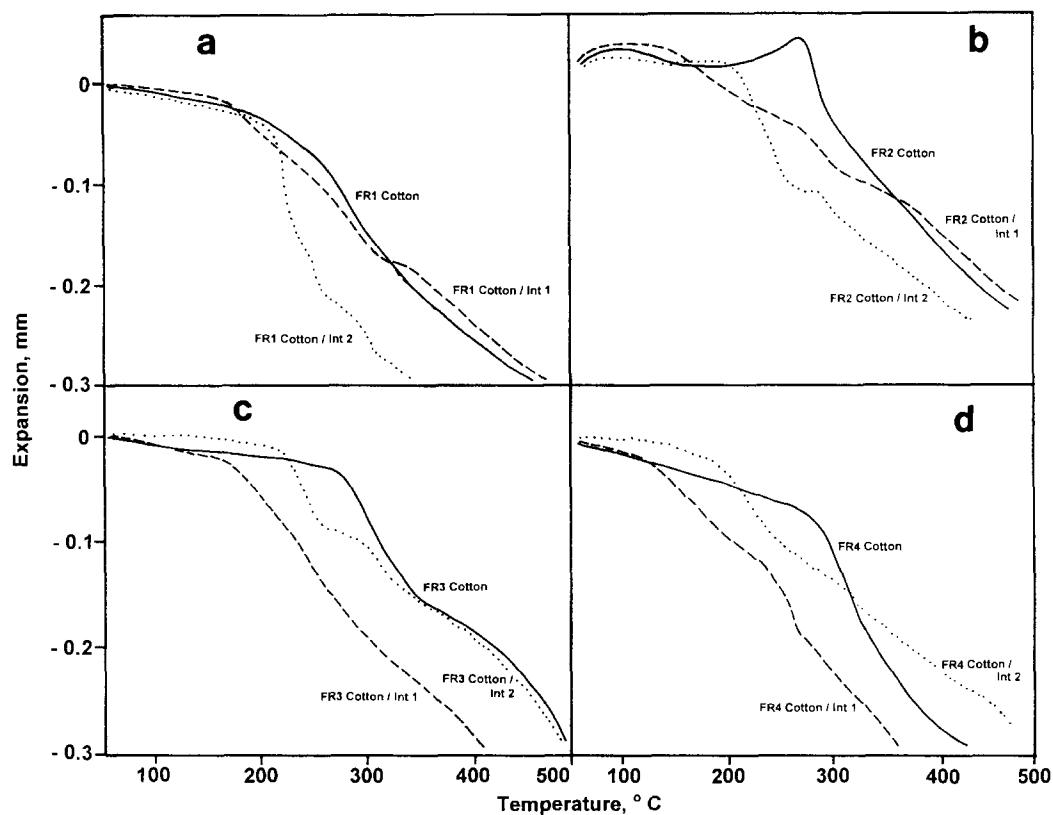 a
b
0
- 0.1
- 0.2
- 0.3
FR1 Cotton
FR1 Cotton / Int 1
FR1 Cotton / Int 2
FR2 Cotton
FR2 Cotton /
Int 1
FR2 Cotton / Int 2
c
d
0
- 0.1
- 0.2
- 0.3
FR3 Cotton
FR3 Cotton / Int 1
FR3 Cotton /
Int 2
FR4 Cotton
FR4 Cotton /
Int 2
FR4 Cotton / Int 1
Expansion, mm
100
200
300
400
500
100
200
300
400
500
Temperature, ° C